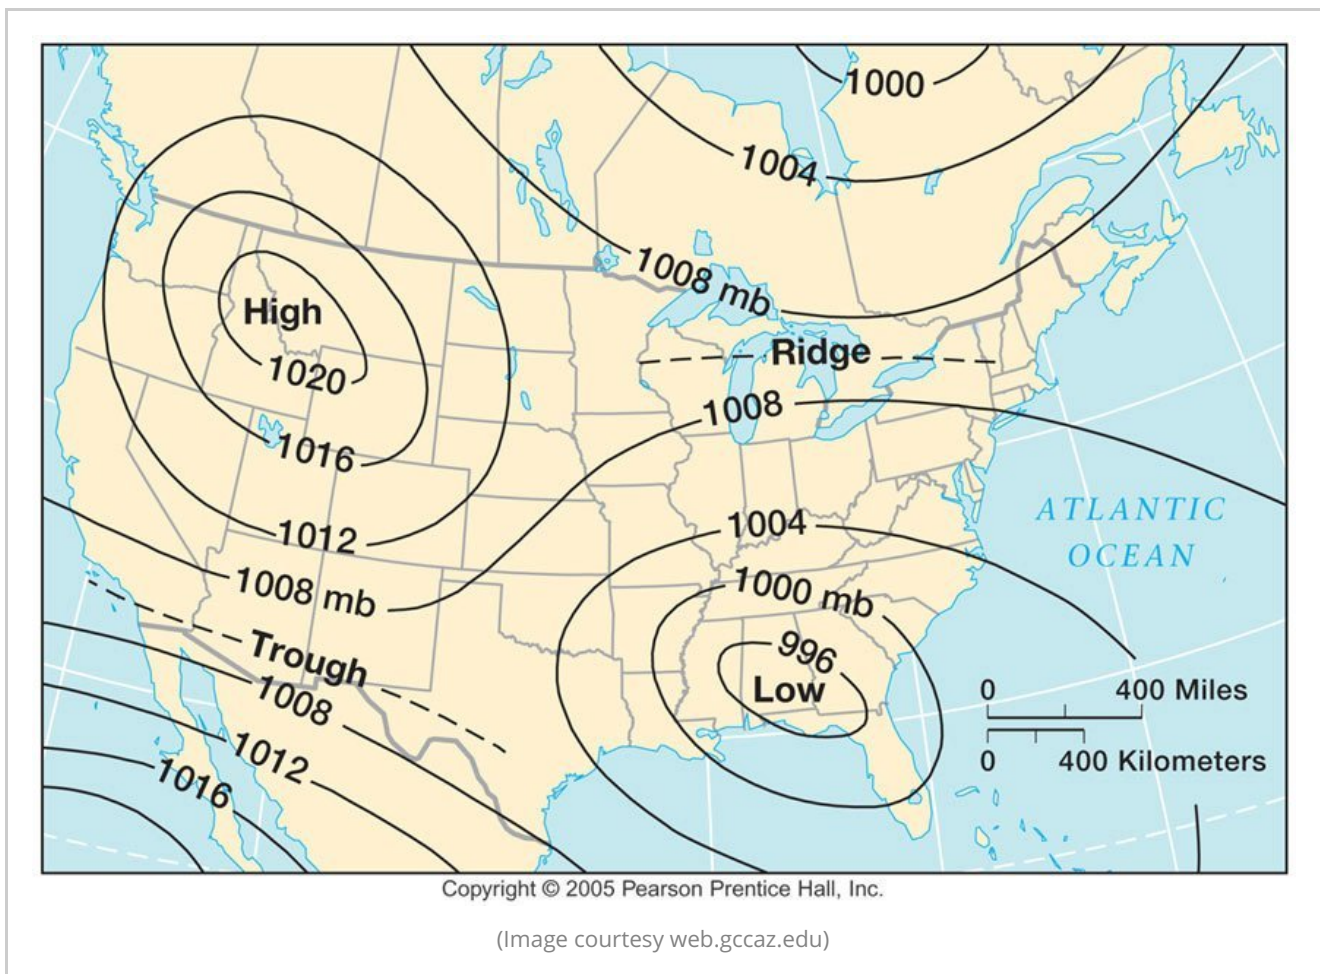 1000
1004
1008 mb
High
Ridge
1020
1008
1016
ATLANTIC
OCEAN
1004
1012
1000 mb
1008 mb
996
Trough
Low
0 400 Miles
1008
1012
0 400 Kilometers
1016
Copyright © 2005 Pearson Prentice Hall, Inc.
(Image courtesy web.gccaz.edu)